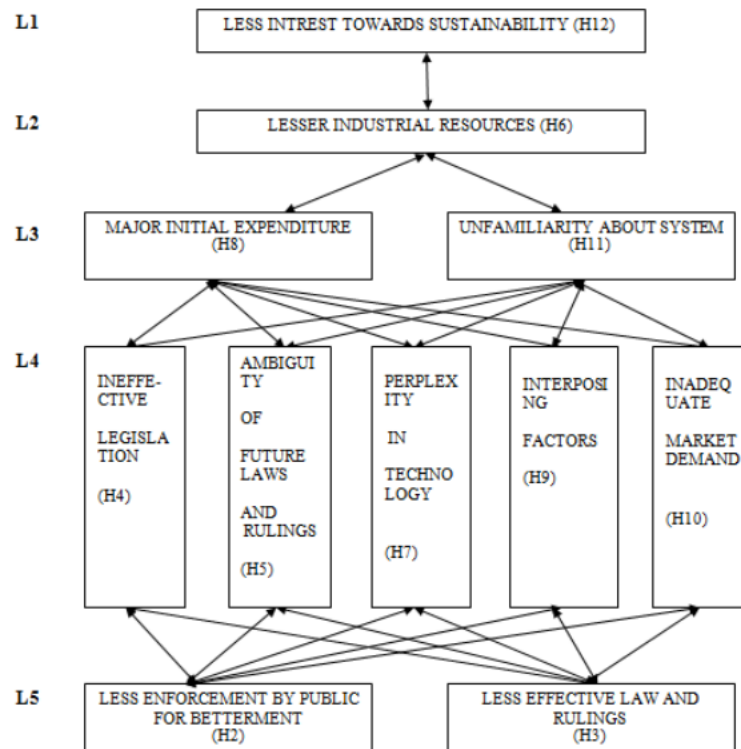 L1
LESS INTREST TOWARDS SUSTAINABILITY (H12)
L2
LESSER INDUSTRIAL RESOURCES (H6)
L3
MAJOR INITIAL EXPENDITURE
(H8)
UNFAMILIARITY ABOUT SYSTEM
(H11)
L4
INEFFE-
CTIVE
LEGISLA
TION
(H4)
AMBIGU
ITY
OF
FUTURE
LAWS
AND
RULINGS
(H5)
PERPLEX
ITY
IN
TECHNO
LOGY
(H7)
INTERPOSI
NG
FACTORS
(H9)
INADEQ
UATE
MARKET
DEMAND
(H10)
L5
LESS ENFORCEMENT BY PUBLIC
FOR BETTERMENT
(H2)
LESS EFFECTIVE LAW AND
RULINGS
(H3)